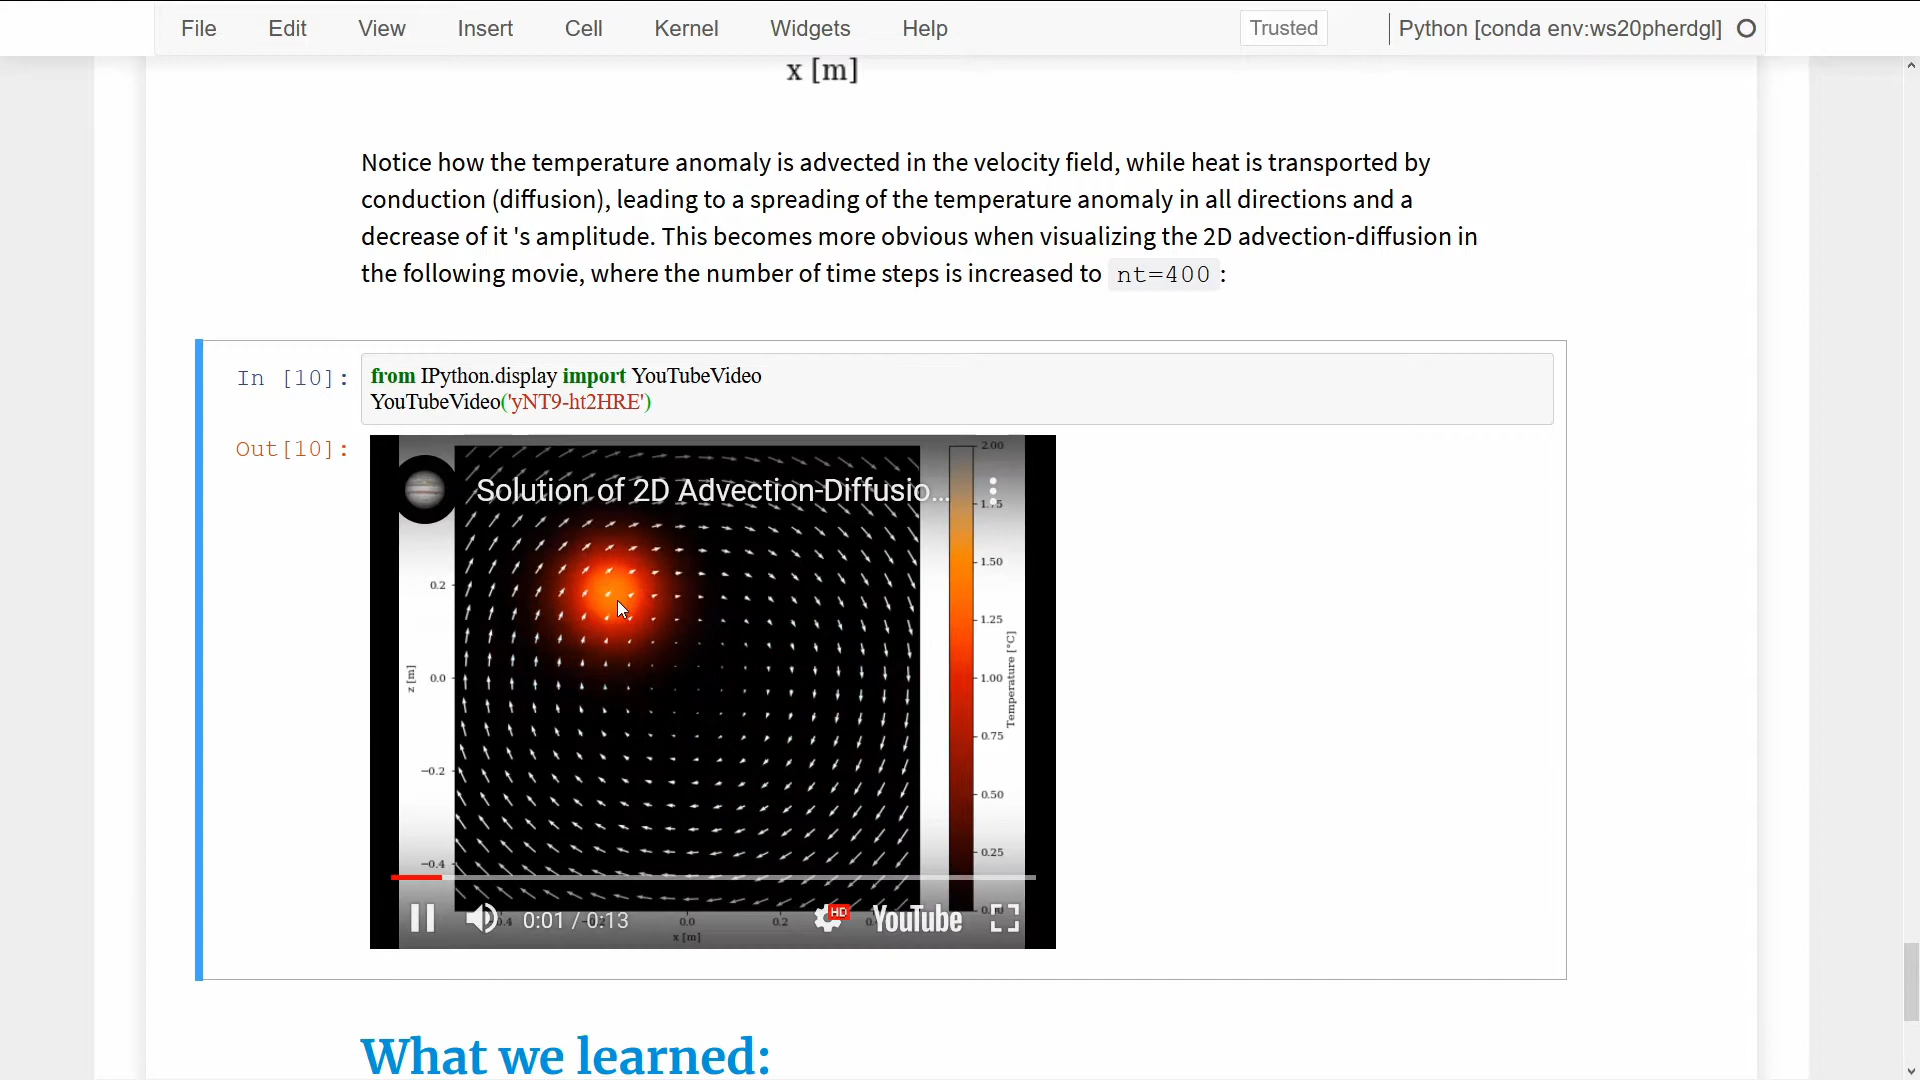 File Edit View Insert Cell Kernel Widgets Help Trusted Python [conda env:ws20pherdgl]
x [m]
Notice how the temperature anomaly is advected in the velocity field, while heat is transported by
conduction (diffusion), leading to a spreading of the temperature anomaly in all directions and a
decrease of it 's amplitude. This becomes more obvious when visualizing the 2D advection-diffusion in
the following movie, where the number of time steps is increased to nt=400 :
In [10]:
from IPython.display import YouTubeVideo
YouTubeVideo('yNT9-ht2HRE')
Out[10]:
Solution of 2D Advection-Diffusio...
2.00
1.75
1.50
1.25
1.00
0.75
0.50
0.25
Temperature [°C]
0.2
0.0
−0.2
−0.4
z [m]
0.0 0.2
x [m]
0:01 / 0:13
HD
YouTube
What we learned: